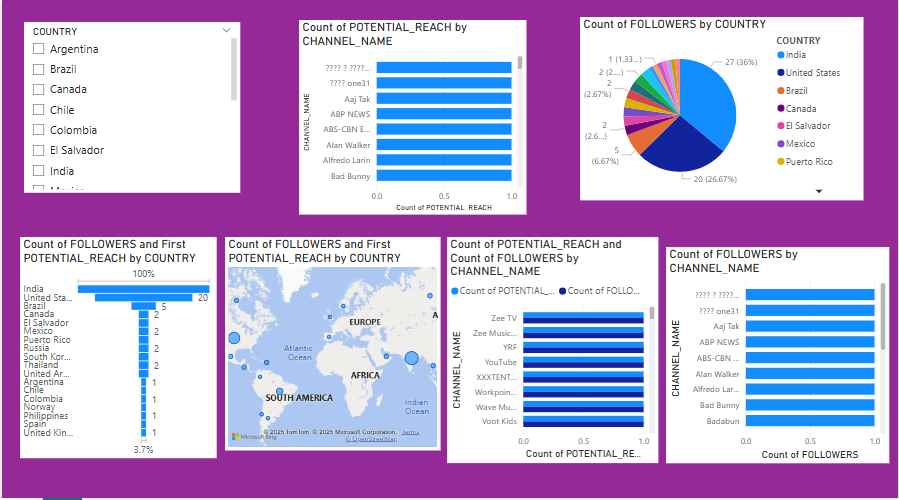 COUNTRY
Argentina
Brazil
Canada
Chile
Colombia
El Salvador
India
Count of POTENTIAL_REACH by
CHANNEL_NAME
CHANNEL_NAME
???? ? ????...
???? one31
Aaj Tak
ABP NEWS
ABS-CBN E...
Alan Walker
Alfredo Larin
Bad Bunny
0.0 0.5 1.0
Count of POTENTIAL_REACH
Count of FOLLOWERS by COUNTRY
27 (36%)
20 (26.67%)
5
(6.67%)
2
(2.6...)
2
(2.67%)
2 (2....)
1 (1.33...)
COUNTRY
India
United States
Brazil
Canada
El Salvador
Mexico
Puerto Rico
Count of FOLLOWERS and First
POTENTIAL_REACH by COUNTRY
100%
India
United Sta... 20
Brazil 5
Canada 2
El Salvador
Mexico 2
Puerto Rico
Russia 2
South Kor...
Thailand 2
United Ar...
Argentina 1
Chile
Colombia 1
Norway
Philippines 1
Spain
United Kin... 1
3.7%
Count of FOLLOWERS and First
POTENTIAL_REACH by COUNTRY
EUROPE
A
Atlantic
Ocean
AFRICA
SOUTH AMERICA
Indian
Ocean
Microsoft Bing
© 2025 TomTom, © 2025 Microsoft Corporation, Terms
© OpenStreetMap
Count of POTENTIAL_REACH and
Count of FOLLOWERS by
CHANNEL_NAME
Count of POTENTIAL_... Count of FOLLO...
CHANNEL_NAME
Zee TV
Zee Music...
YRF
YouTube
XXXTENT...
Workpoin...
Wave Mu...
Voot Kids
0.0 0.5 1.0
Count of POTENTIAL_RE...
Count of FOLLOWERS by
CHANNEL_NAME
CHANNEL_NAME
???? ? ????...
???? one31
Aaj Tak
ABP NEWS
ABS-CBN ...
Alan Walker
Alfredo Lar...
Bad Bunny
Badabun
0.0 0.5 1.0
Count of FOLLOWERS